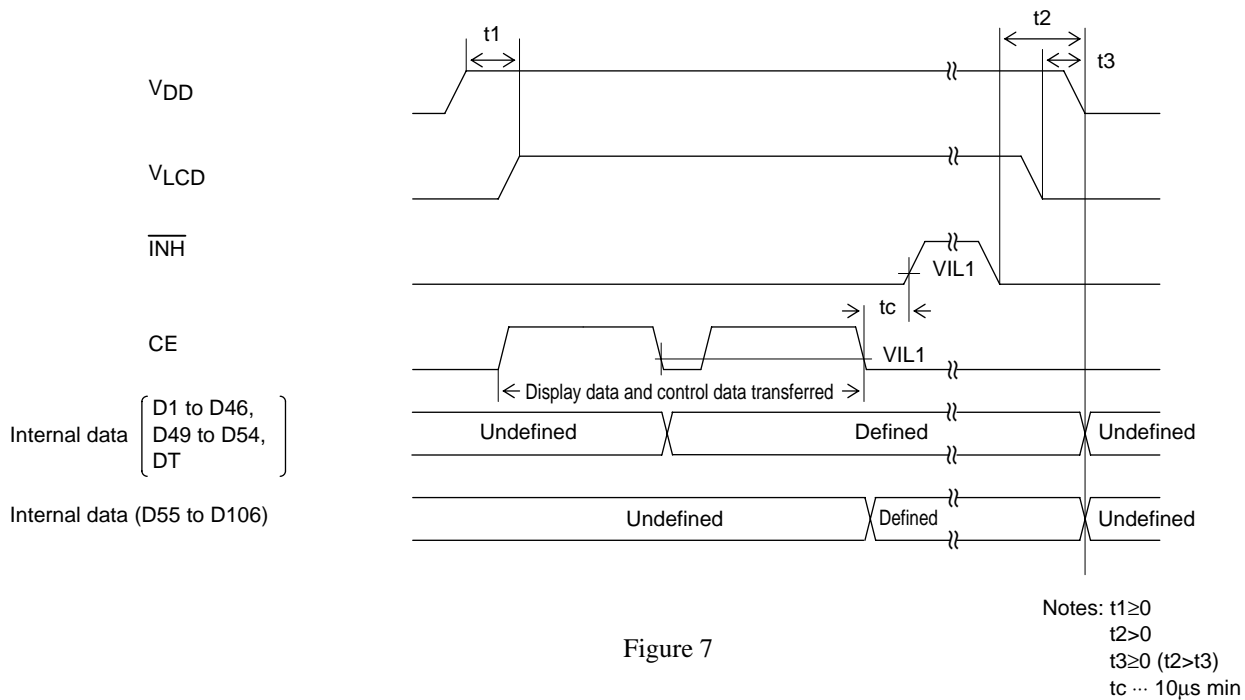 t1
t2
t3
VDD
VLCD
INH
VIL1
tc
CE
VIL1
Display data and control data transferred
Internal data
D1 to D46,
D49 to D54,
DT
Undefined
Defined
Undefined
Internal data (D55 to D106)
Undefined
Defined
Undefined
Notes: t1≥0
t2>0
t3≥0 (t2>t3)
tc ··· 10μs min
Figure 7